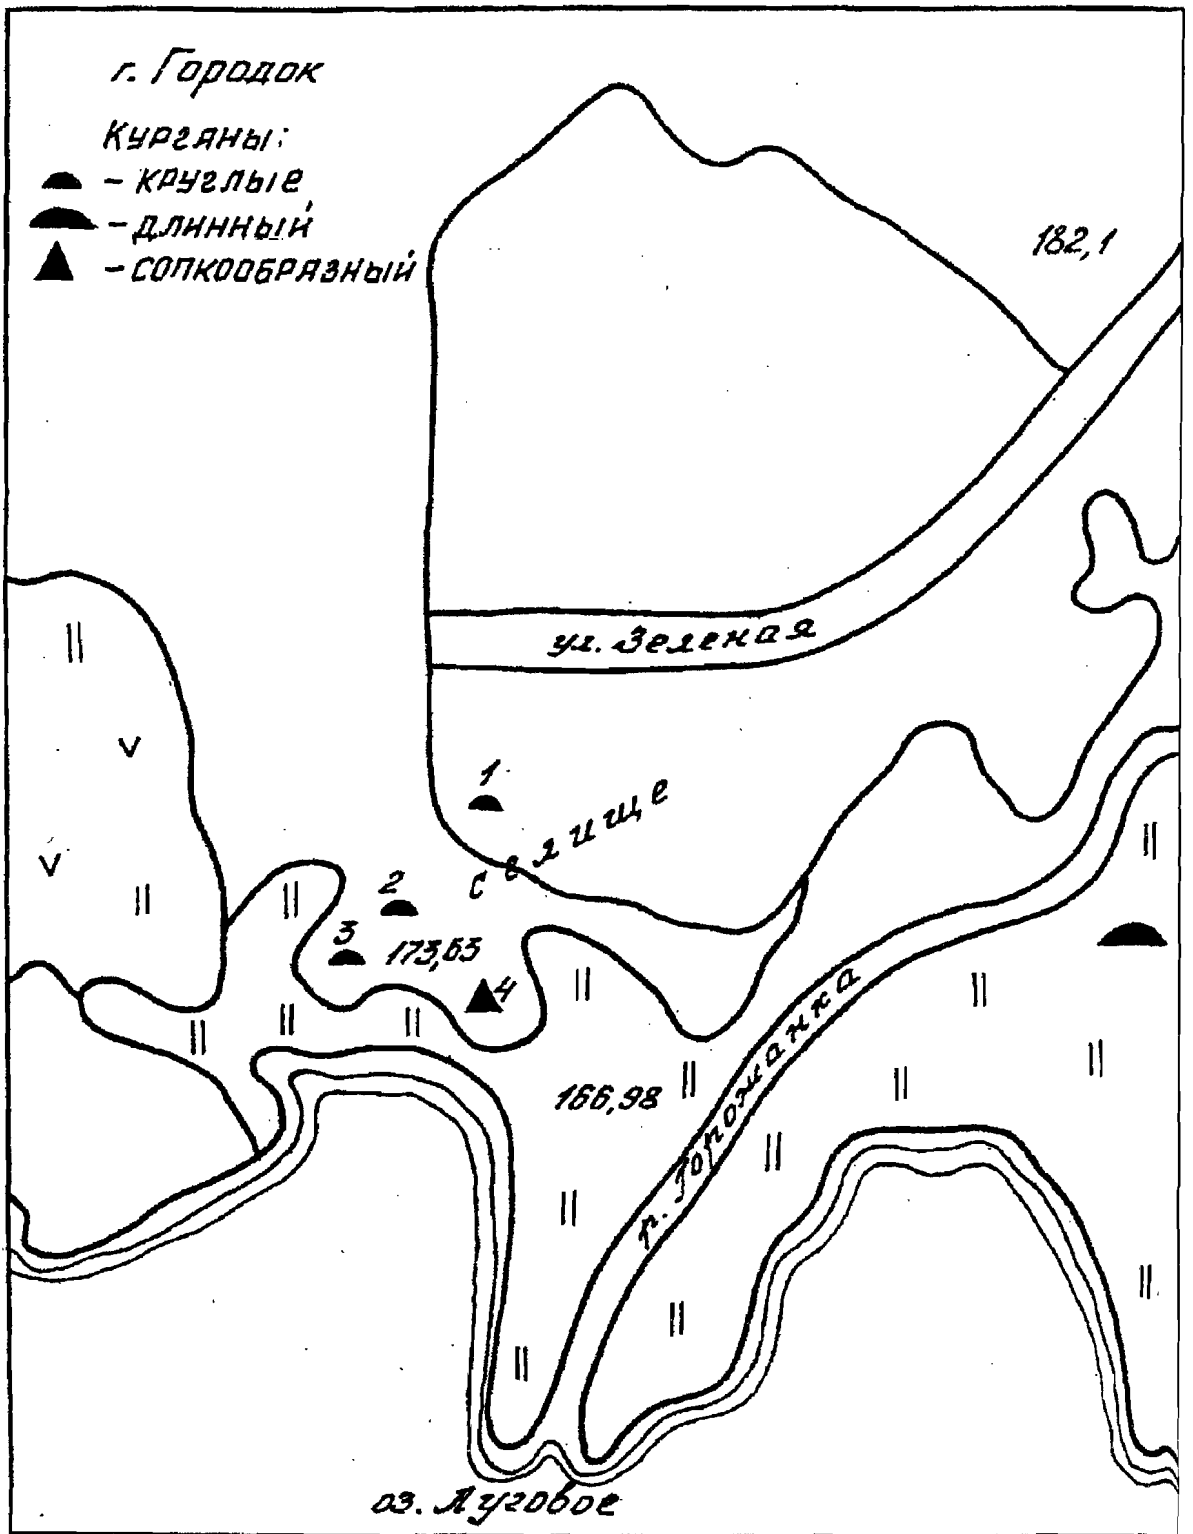 г. Городок
Курганы:
- круглые
- длинный
- сопкообразный
182,1
ул. Зеленая
1
селище
2
3
173,63
4
166,98
р. Горожанка
оз. Луговое